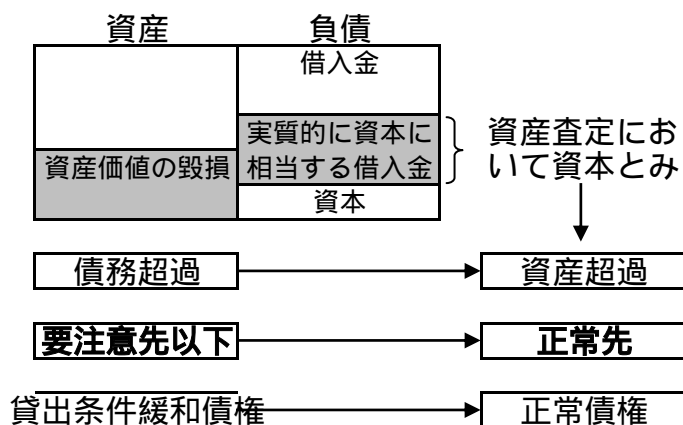 資産
負債
借入金
実質的に資本に
相当する借入金
資産価値の毀損
資本
資産査定にお
いて資本とみ
債務超過
資産超過
要注意先以下
正常先
貸出条件緩和債権
正常債権